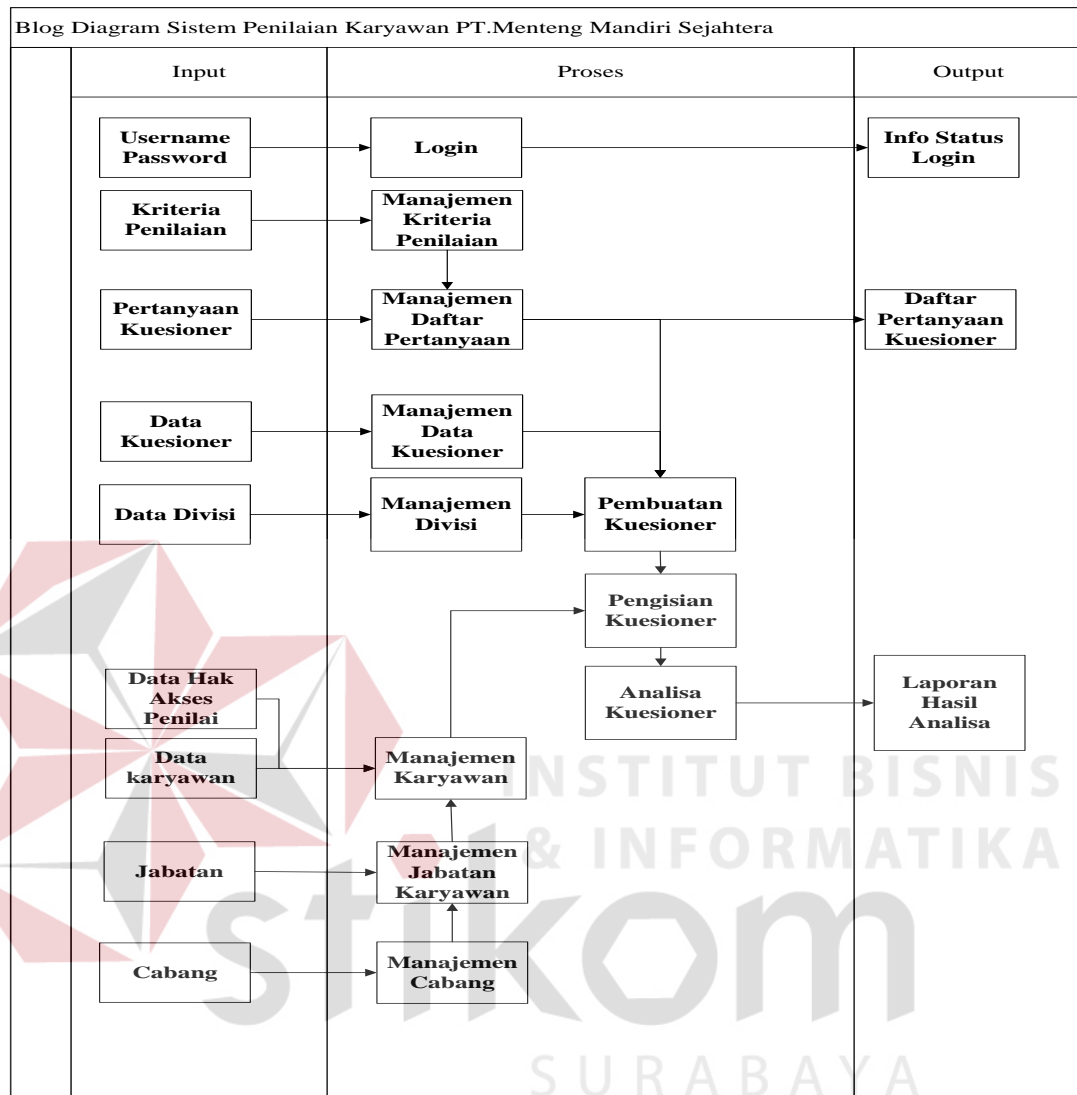 Blog Diagram Sistem Penilaian Karyawan PT.Menteng Mandiri Sejahtera
Input
Proses
Output
Username
Password
Login
Info Status
Login
Kriteria
Penilaian
Manajemen
Kriteria
Penilaian
Pertanyaan
Kuesioner
Manajemen
Daftar
Pertanyaan
Daftar
Pertanyaan
Kuesioner
Data
Kuesioner
Manajemen
Data
Kuesioner
Data Divisi
Manajemen
Divisi
Pembuatan
Kuesioner
Pengisian
Kuesioner
Data Hak
Akses
Penilai
Analisa
Kuesioner
Laporan
Hasil
Analisa
Data
karyawan
Manajemen
Karyawan
Jabatan
Manajemen
Jabatan
Karyawan
Cabang
Manajemen
Cabang
INSTITUT BISNIS
& INFORMATIKA
stikom
SURABAYA